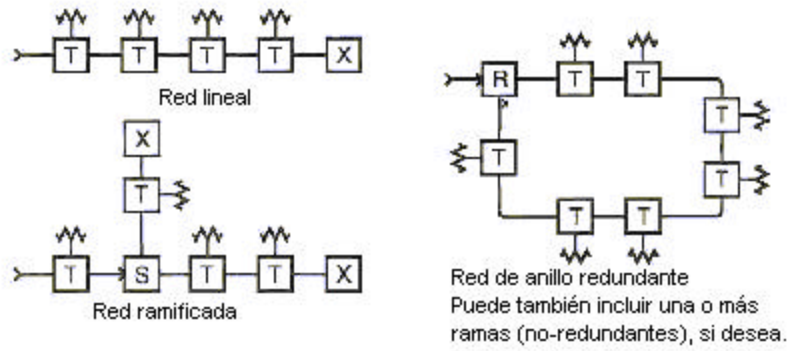 T T T T X
Red lineal
X
T
T S T T X
Red ramificada
R T T
T
T
T
T T
Red de anillo redundante
Puede también incluir una o más
ramas (no-redundantes), si desea.